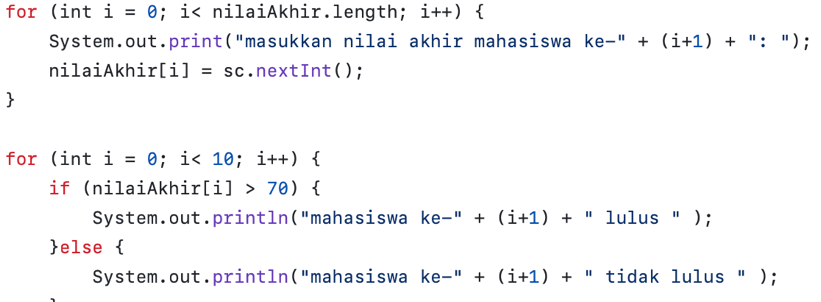 for (int i = 0; i< nilaiAkhir.length; i++) {
    System.out.print("masukkan nilai akhir mahasiswa ke-" + (i+1) + ": ");
    nilaiAkhir[i] = sc.nextInt();
}

for (int i = 0; i< 10; i++) {
    if (nilaiAkhir[i] > 70) {
        System.out.println("mahasiswa ke-" + (i+1) + " lulus " );
    }else {
        System.out.println("mahasiswa ke-" + (i+1) + " tidak lulus " );